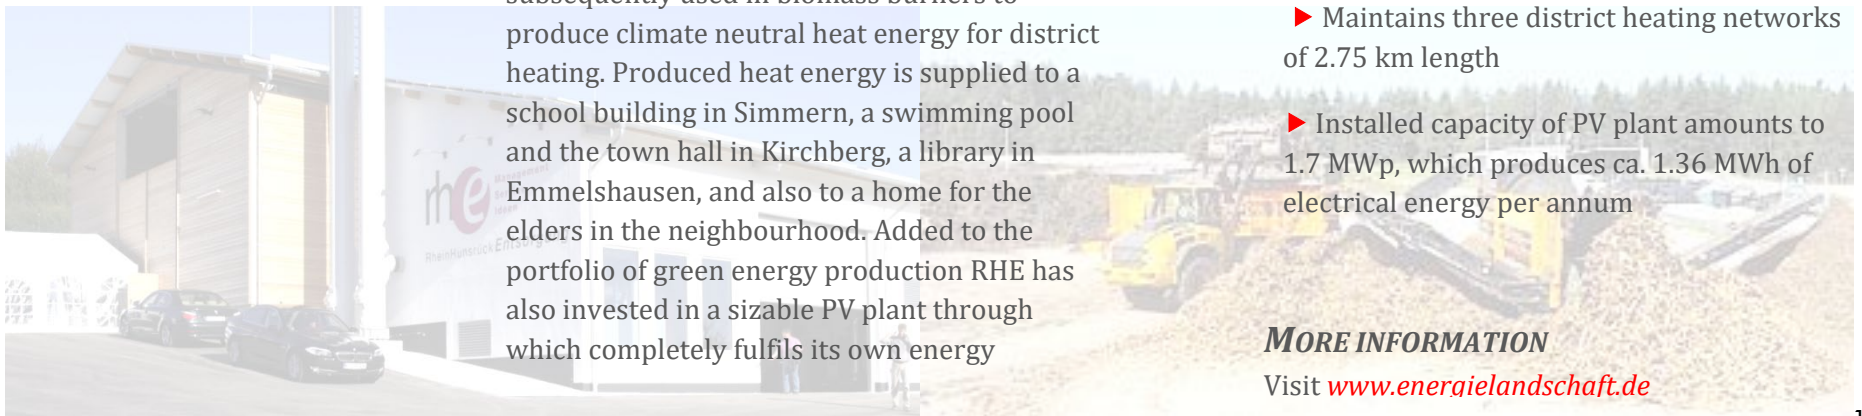 produce climate neutral heat energy for district
heating. Produced heat energy is supplied to a
school building in Simmern, a swimming pool
and the town hall in Kirchberg, a library in
Emmelshausen, and also to a home for the
elders in the neighbourhood. Added to the
portfolio of green energy production RHE has
also invested in a sizable PV plant through
which completely fulfils its own energy
▶ Maintains three district heating networks
of 2.75 km length
▶ Installed capacity of PV plant amounts to
1.7 MWp, which produces ca. 1.36 MWh of
electrical energy per annum
MORE INFORMATION
Visit www.energielandschaft.de
rhe
Management
RheinHunsrück Entsorgung